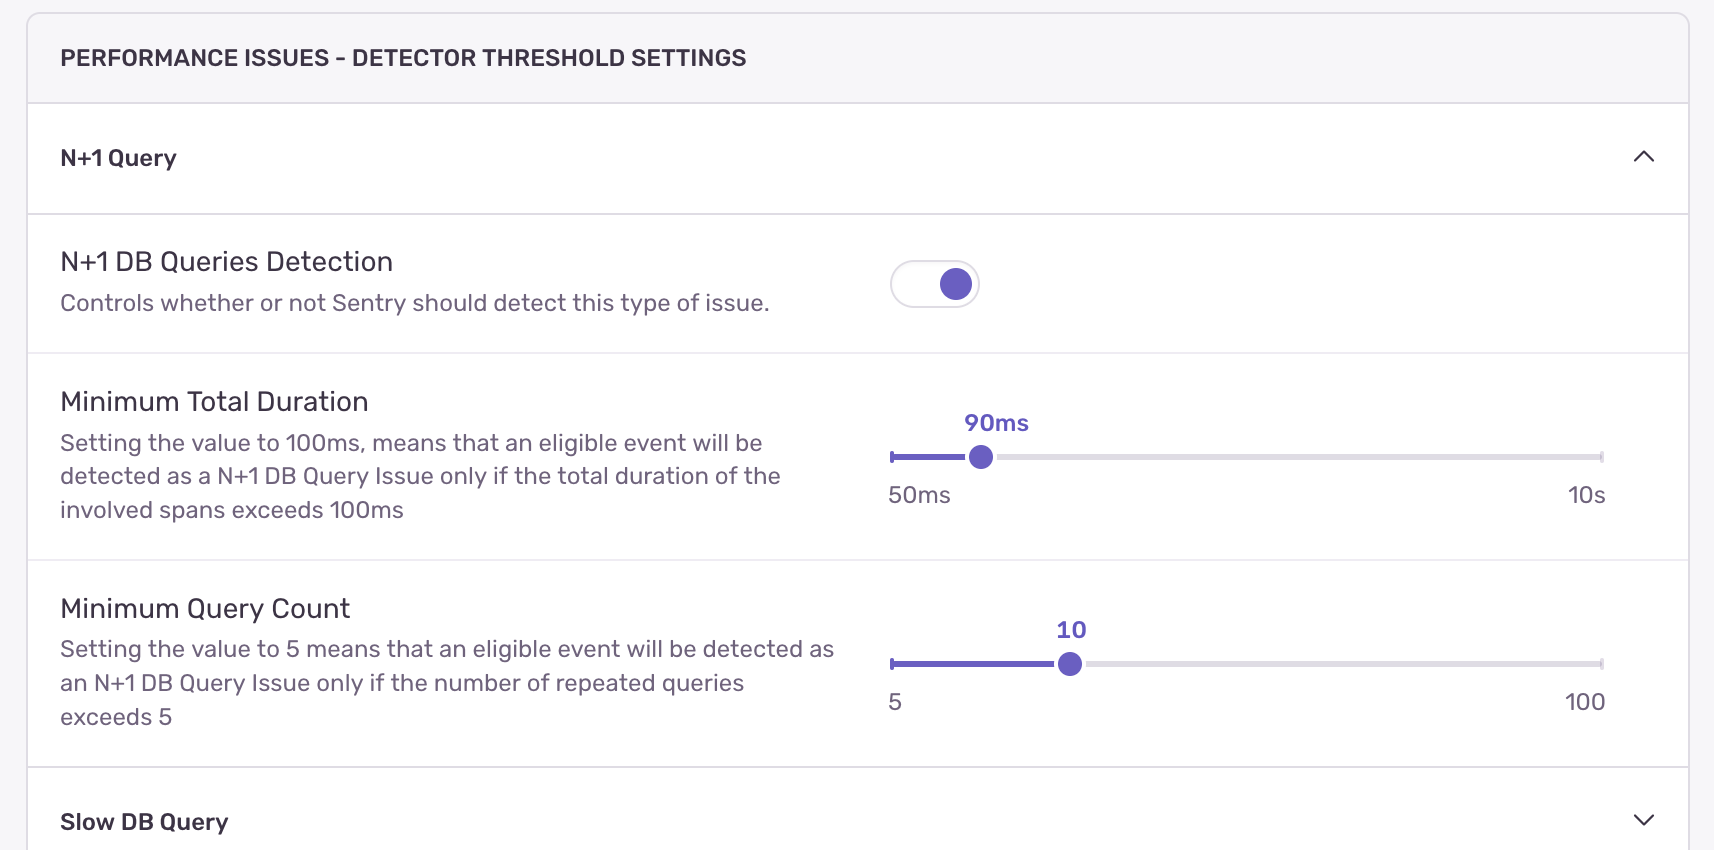 PERFORMANCE ISSUES - DETECTOR THRESHOLD SETTINGS
N+1 Query
N+1 DB Queries Detection
Controls whether or not Sentry should detect this type of issue.
Minimum Total Duration
Setting the value to 100ms, means that an eligible event will be
detected as a N+1 DB Query Issue only if the total duration of the
involved spans exceeds 100ms
90ms
50ms
10s
Minimum Query Count
Setting the value to 5 means that an eligible event will be detected as
an N+1 DB Query Issue only if the number of repeated queries
exceeds 5
10
5
100
Slow DB Query